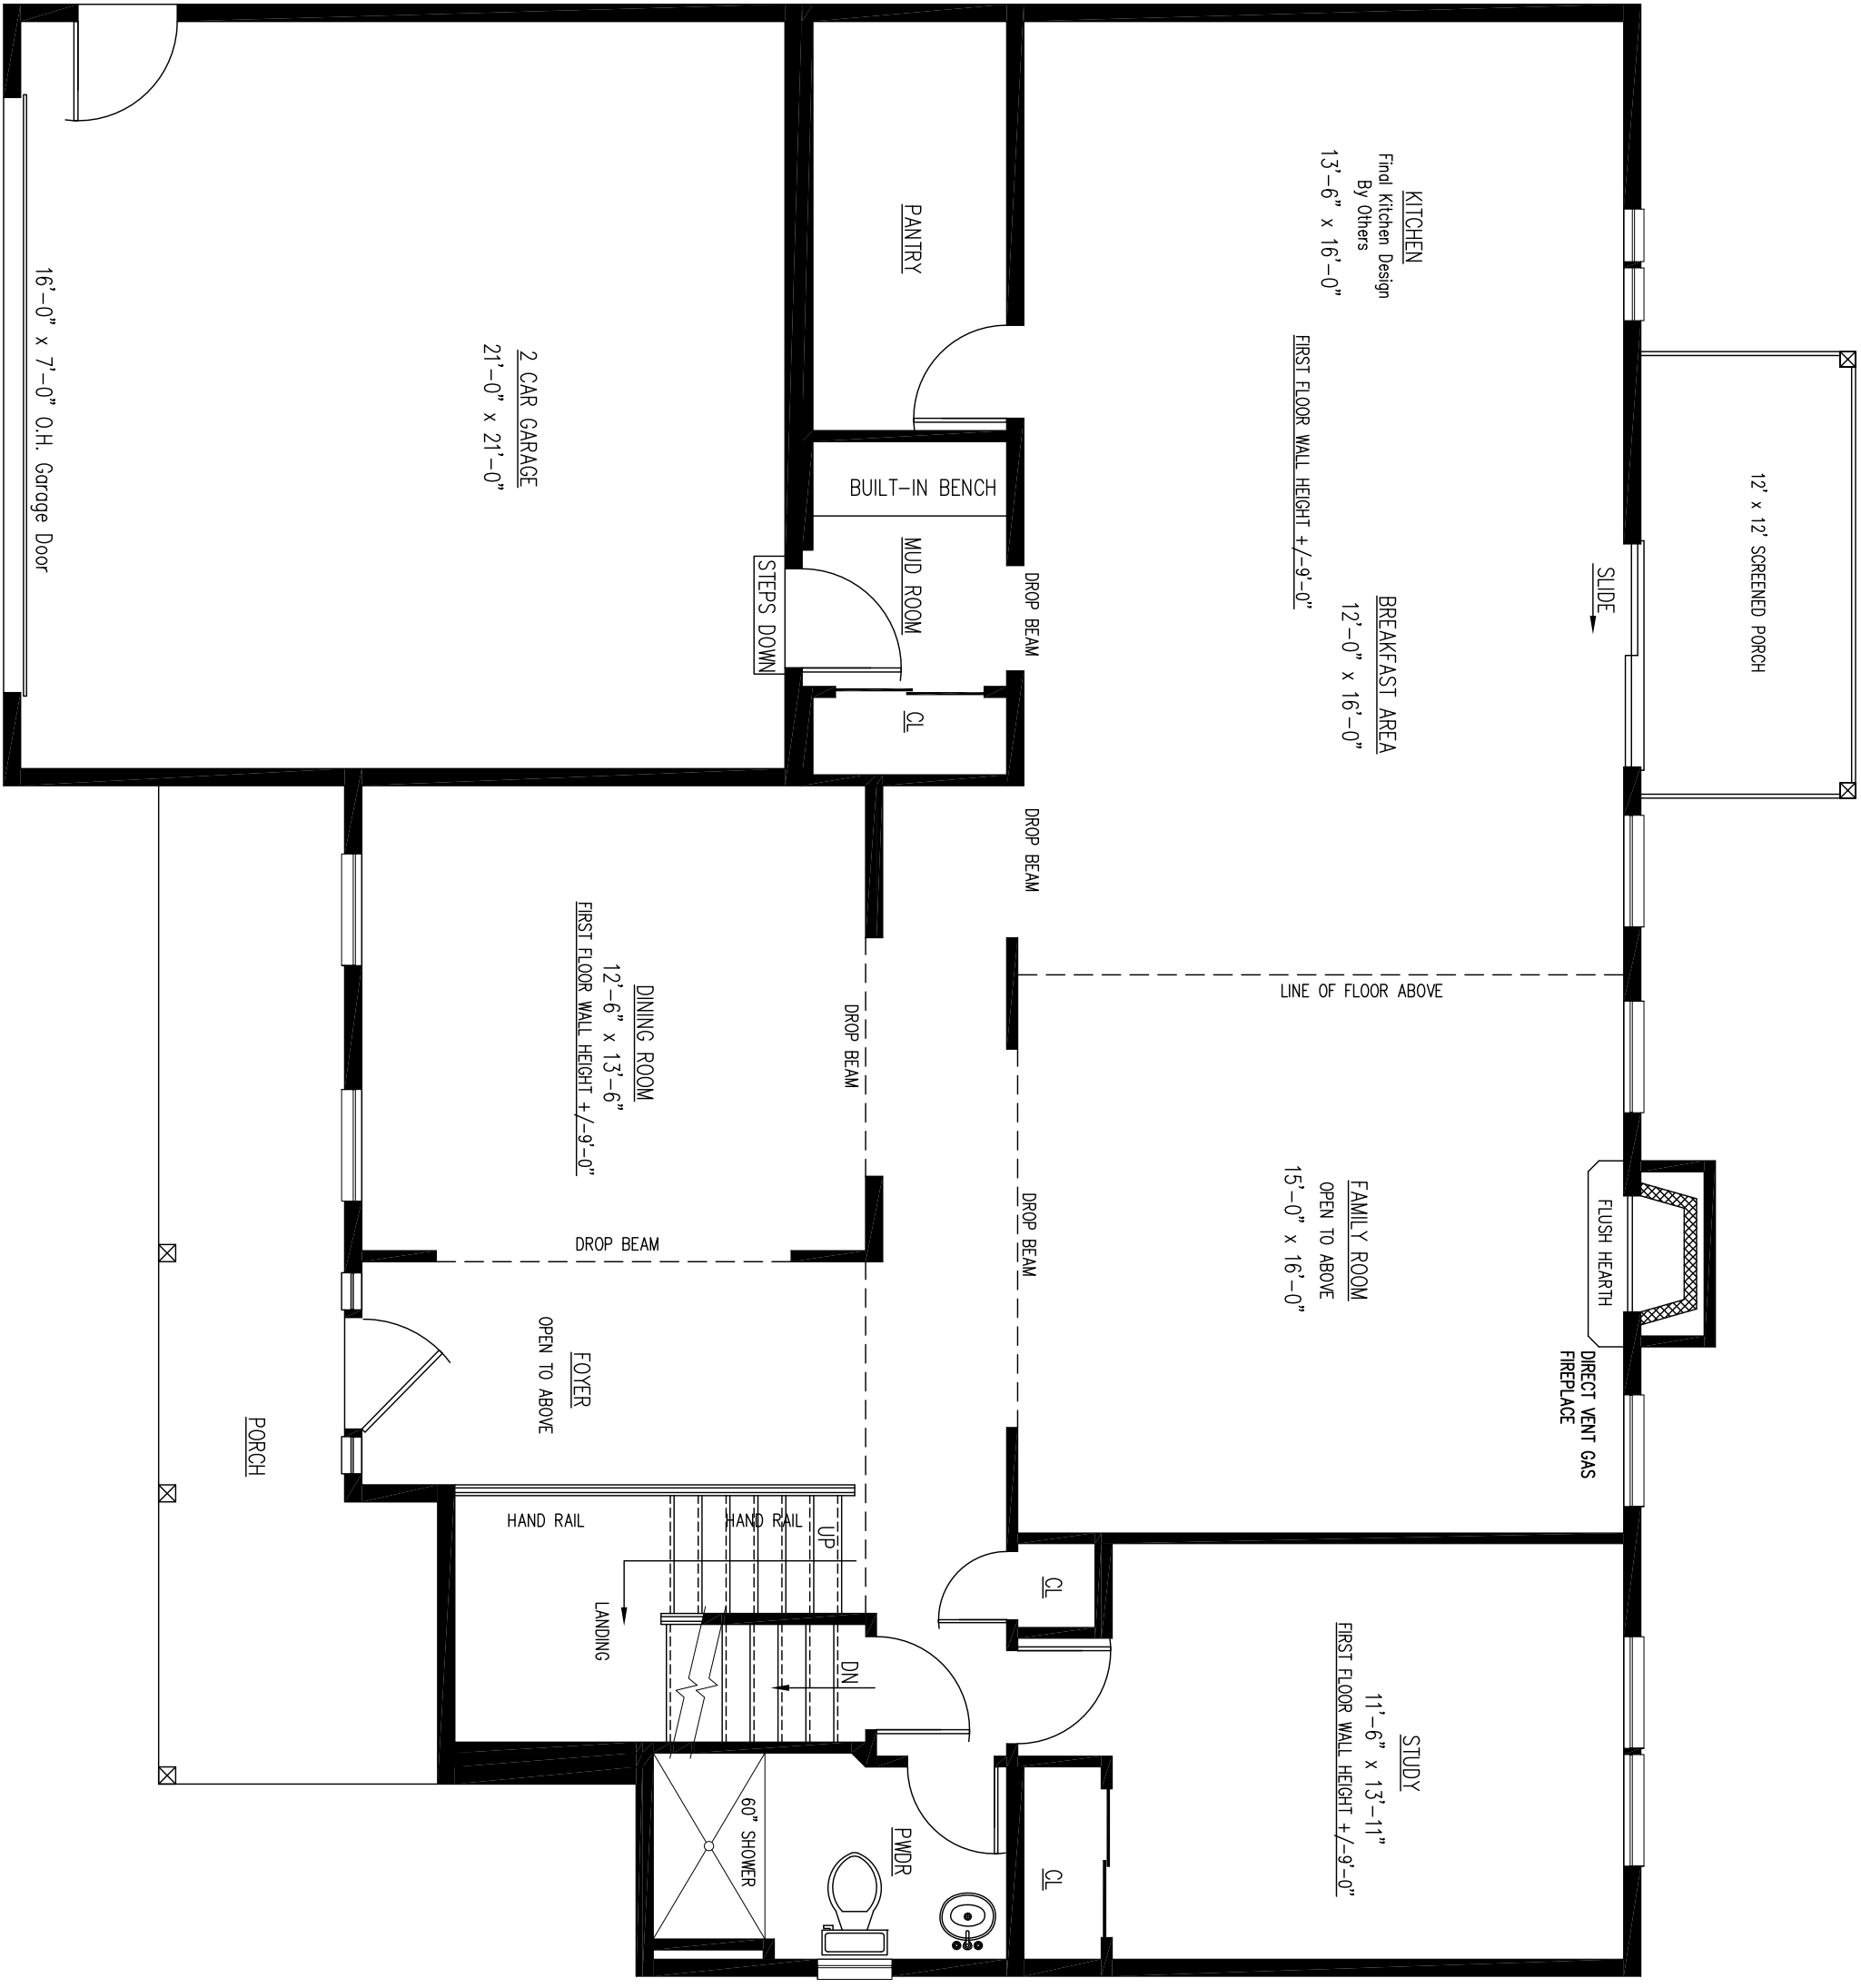 12' x 12' SCREENED PORCH
SLIDE
KITCHEN
Final Kitchen Design
By Others
13'-6" x 16'-0"
FIRST FLOOR WALL HEIGHT +/-9'-0"
BREAKFAST AREA
12'-0" x 16'-0"
LINE OF FLOOR ABOVE
FLUSH HEARTH
DIRECT VENT GAS
FIREPLACE
FAMILY ROOM
OPEN TO ABOVE
15'-0" x 16'-0"
STUDY
11'-6" x 13'-11"
FIRST FLOOR WALL HEIGHT +/-9'-0"
DROP BEAM
DROP BEAM
DROP BEAM
CL
CL
PANTRY
BUILT-IN BENCH
MUD ROOM
CL
STEPS DOWN
DROP BEAM
DN
UP
PWDR
60" SHOWER
HAND RAIL
HAND RAIL
LANDING
DINING ROOM
12'-6" x 13'-6"
FIRST FLOOR WALL HEIGHT +/-9'-0"
DROP BEAM
FOYER
OPEN TO ABOVE
2 CAR GARAGE
21'-0" x 21'-0"
PORCH
16'-0" x 7'-0" O.H. Garage Door